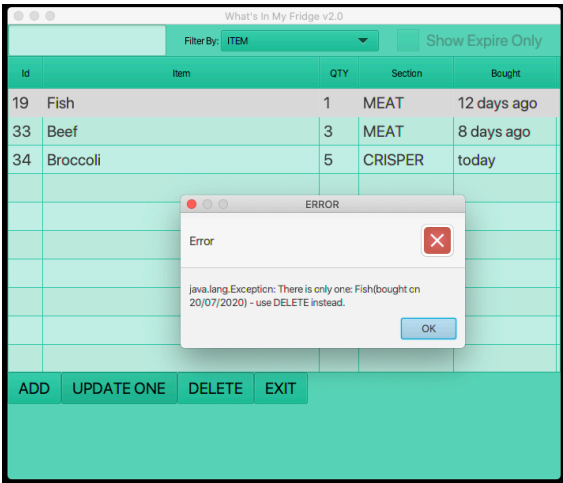 What's In My Fridge v2.0
Filter By: ITEM Show Expire Only
Id Item QTY Section Bought
19 Fish 1 MEAT 12 days ago
33 Beef 3 MEAT 8 days ago
34 Broccoli 5 CRISPER today
ERROR
Error
java.lang.Exception: There is only one: Fish(bought on
20/07/2020) - use DELETE instead.
OK
ADD UPDATE ONE DELETE EXIT